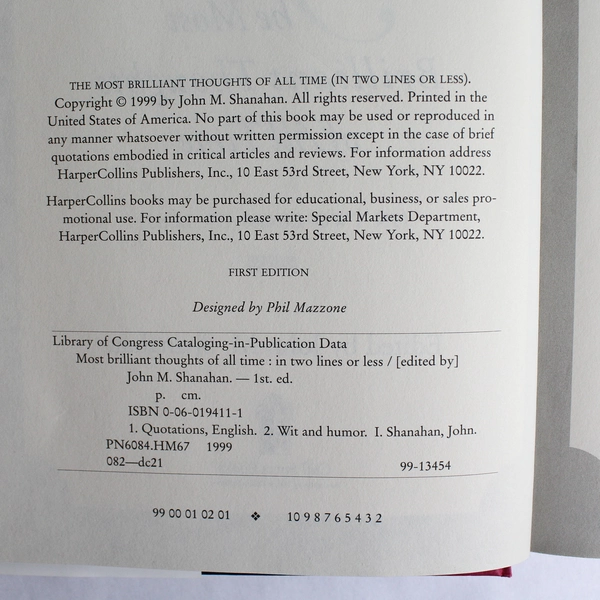 THE MOST BRILLIANT THOUGHTS OF ALL TIME (IN TWO LINES OR LESS).
Copyright © 1999 by John M. Shanahan. All rights reserved. Printed in the
United States of America. No part of this book may be used or reproduced in
any manner whatsoever without written permission except in the case of brief
quotations embodied in critical articles and reviews. For information address
HarperCollins Publishers, Inc., 10 East 53rd Street, New York, NY 10022.
HarperCollins books may be purchased for educational, business, or sales pro-
motional use. For information please write: Special Markets Department,
HarperCollins Publishers, Inc., 10 East 53rd Street, New York, NY 10022.
FIRST EDITION
Designed by Phil Mazzone
Library of Congress Cataloging-in-Publication Data
Most brilliant thoughts of all time : in two lines or less / [edited by]
John M. Shanahan. — 1st. ed.
p. cm.
ISBN 0-06-019411-1
1. Quotations, English. 2. Wit and humor. I. Shanahan, John.
PN6084.HM67 1999
082—dc21 99-13454
99 00 01 02 01 ❖ 10 9 8 7 6 5 4 3 2